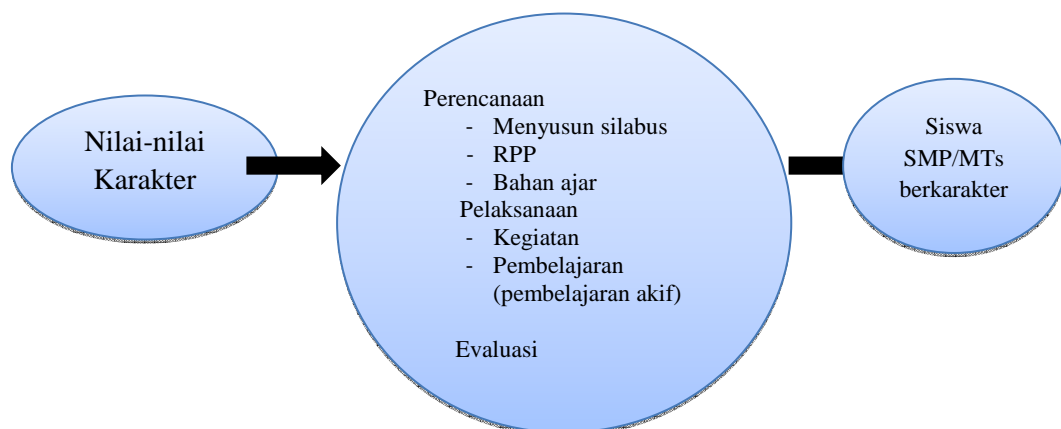 Nilai-nilai
Karakter
Perencanaan
- Menyusun silabus
- RPP
- Bahan ajar
Pelaksanaan
- Kegiatan
- Pembelajaran
(pembelajaran akif)
Evaluasi
Siswa
SMP/MTs
berkarakter